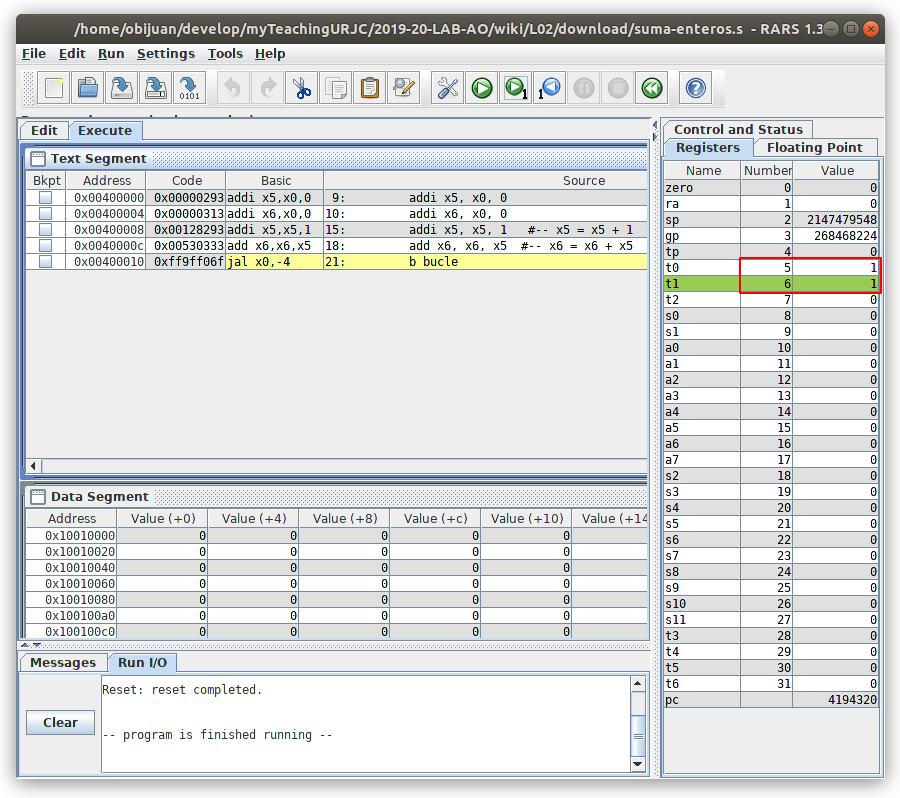 /home/obijuan/develop/myTeachingURJC/2019-20-LAB-AO/wiki/L02/download/suma-enteros.s - RARS 1.3
File Edit Run Settings Tools Help
0101
1
1
Edit Execute
Text Segment
Bkpt Address Code Basic Source
0x00400000 0x00000293 addi x5,x0,0 9: addi x5, x0, 0
0x00400004 0x00000313 addi x6,x0,0 10: addi x6, x0, 0
0x00400008 0x00128293 addi x5,x5,1 15: addi x5, x5, 1 #-- x5 = x5 + 1
0x0040000c 0x00530333 add x6,x6,x5 18: add x6, x6, x5 #-- x6 = x6 + x5
0x00400010 0xff9ff06f jal x0,-4 21: b bucle
Data Segment
Address Value (+0) Value (+4) Value (+8) Value (+c) Value (+10) Value (+14
0x10010000 0 0 0 0 0
0x10010020 0 0 0 0 0
0x10010040 0 0 0 0 0
0x10010060 0 0 0 0 0
0x10010080 0 0 0 0 0
0x100100a0 0 0 0 0 0
0x100100c0 0 0 0 0 0
Messages Run I/O
Clear
Reset: reset completed.
-- program is finished running --
Control and Status
Registers Floating Point
Name Number Value
zero 0 0
ra 1 0
sp 2 2147479548
gp 3 268468224
tp 4 0
t0 5 1
t1 6 1
t2 7 0
s0 8 0
s1 9 0
a0 10 0
a1 11 0
a2 12 0
a3 13 0
a4 14 0
a5 15 0
a6 16 0
a7 17 0
s2 18 0
s3 19 0
s4 20 0
s5 21 0
s6 22 0
s7 23 0
s8 24 0
s9 25 0
s10 26 0
s11 27 0
t3 28 0
t4 29 0
t5 30 0
t6 31 0
pc 4194320